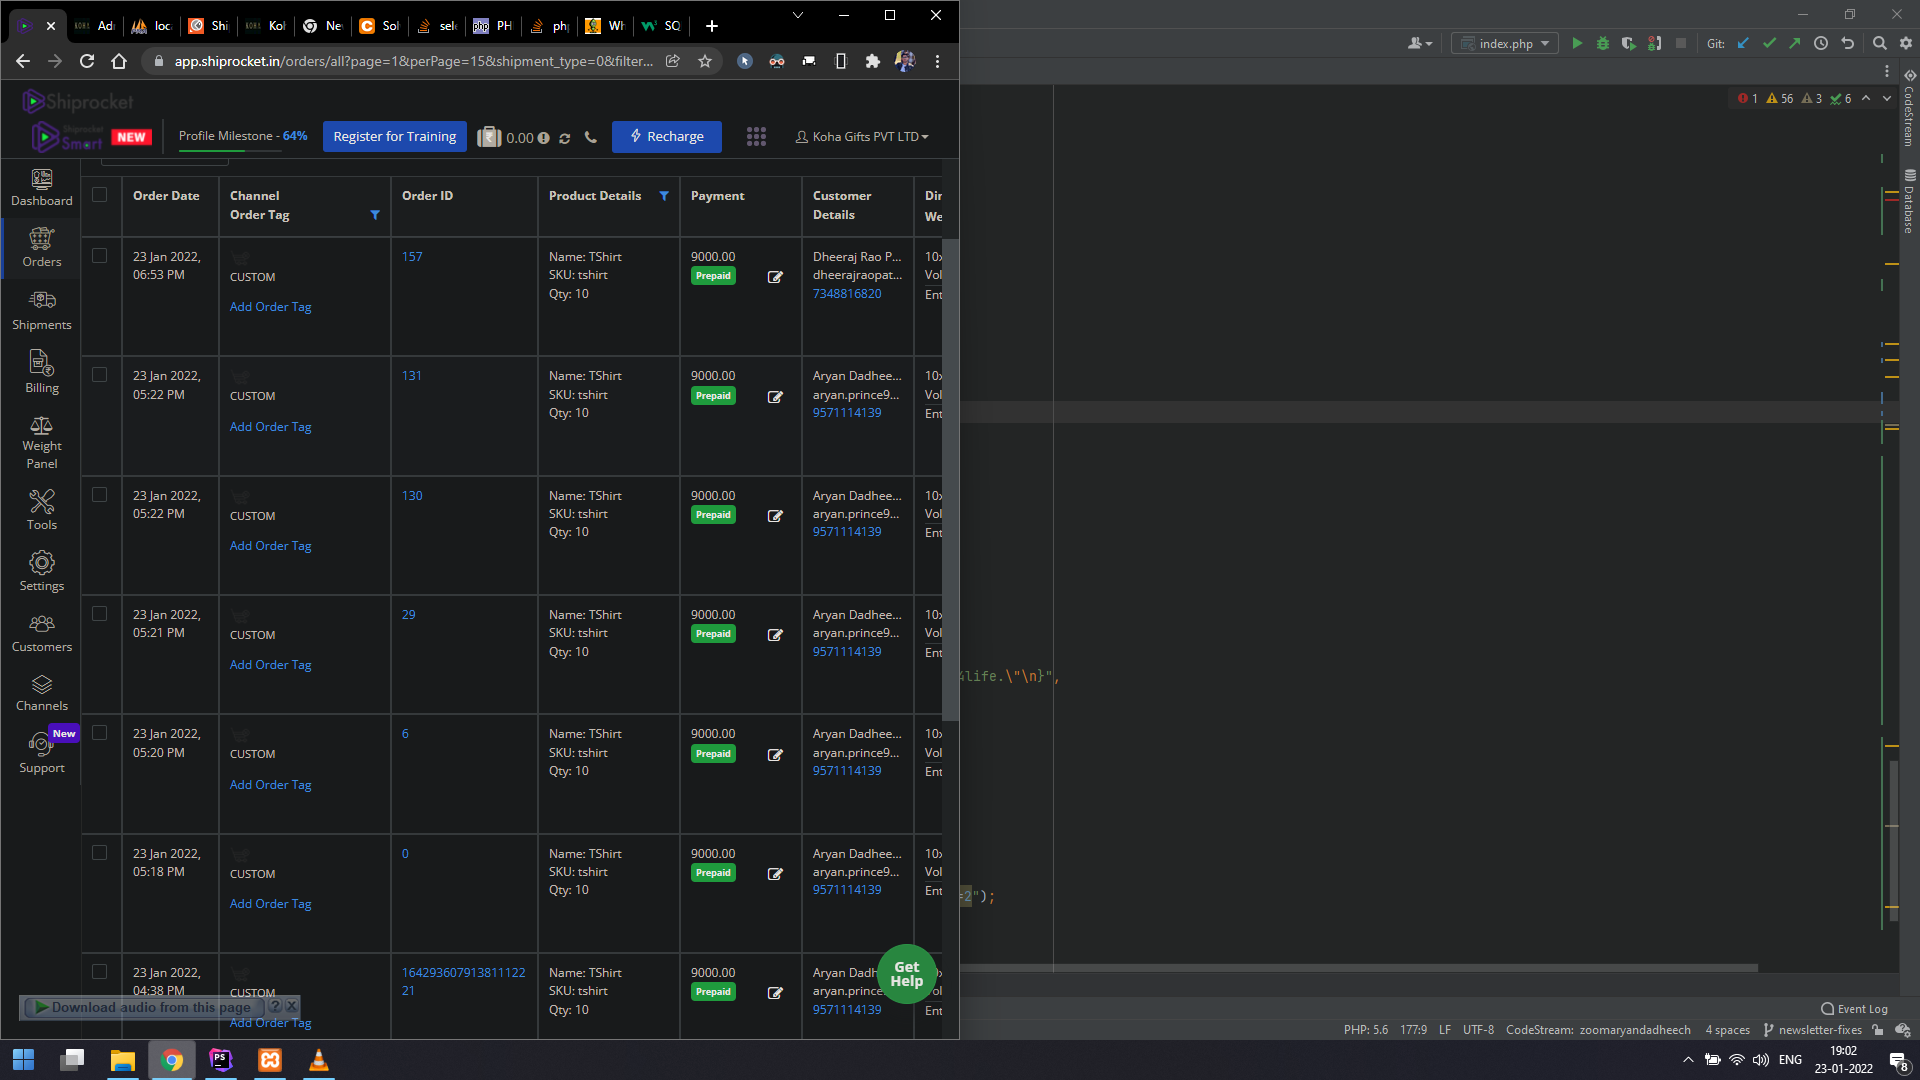 Adı
loc
Shi
Kol
Ne
Sol
sele
PH
php
Wh
SQ
app.shiprocket.in/orders/all?page=1&perPage=15&shipment_type=0&filter...
index.php
Git:
Shiprocket
Shiprocket
Smart
NEW
Profile Milestone - 64%
Register for Training
0.00
Recharge
Koha Gifts PVT LTD
1 56 3 6
CodeStream
Database
Dashboard
Orders
Shipments
Billing
Weight
Panel
Tools
Settings
Customers
Channels
New
Support
Order Date
Channel
Order Tag
Order ID
Product Details
Payment
Customer
Details
23 Jan 2022,
06:53 PM
CUSTOM
Add Order Tag
157
Name: TShirt
SKU: tshirt
Qty: 10
9000.00
Prepaid
Dheeraj Rao P...
dheerajraopat...
7348816820
10x
Vol
Ent
23 Jan 2022,
05:22 PM
CUSTOM
Add Order Tag
131
Name: TShirt
SKU: tshirt
Qty: 10
9000.00
Prepaid
Aryan Dadhee...
aryan.prince9...
9571114139
10x
Vol
Ent
23 Jan 2022,
05:22 PM
CUSTOM
Add Order Tag
130
Name: TShirt
SKU: tshirt
Qty: 10
9000.00
Prepaid
Aryan Dadhee...
aryan.prince9...
9571114139
10x
Vol
Ent
23 Jan 2022,
05:21 PM
CUSTOM
Add Order Tag
29
Name: TShirt
SKU: tshirt
Qty: 10
9000.00
Prepaid
Aryan Dadhee...
aryan.prince9...
9571114139
10x
Vol
Ent
23 Jan 2022,
05:20 PM
CUSTOM
Add Order Tag
6
Name: TShirt
SKU: tshirt
Qty: 10
9000.00
Prepaid
Aryan Dadhee...
aryan.prince9...
9571114139
10x
Vol
Ent
23 Jan 2022,
05:18 PM
CUSTOM
Add Order Tag
0
Name: TShirt
SKU: tshirt
Qty: 10
9000.00
Prepaid
Aryan Dadhee...
aryan.prince9...
9571114139
10x
Vol
Ent
23 Jan 2022,
04:38 PM
CUSTOM
Add Order Tag
164293607913811122
21
Name: TShirt
SKU: tshirt
Qty: 10
9000.00
Prepaid
Aryan Dadh
aryan.prince
9571114139
Ent
Get
Help
Download audio from this page
4life.\"\n}",
=2");
Event Log
PHP: 5.6 177:9 LF UTF-8 CodeStream: zoomaryandadheech 4 spaces newsletter-fixes
ENG
19:02
23-01-2022
8